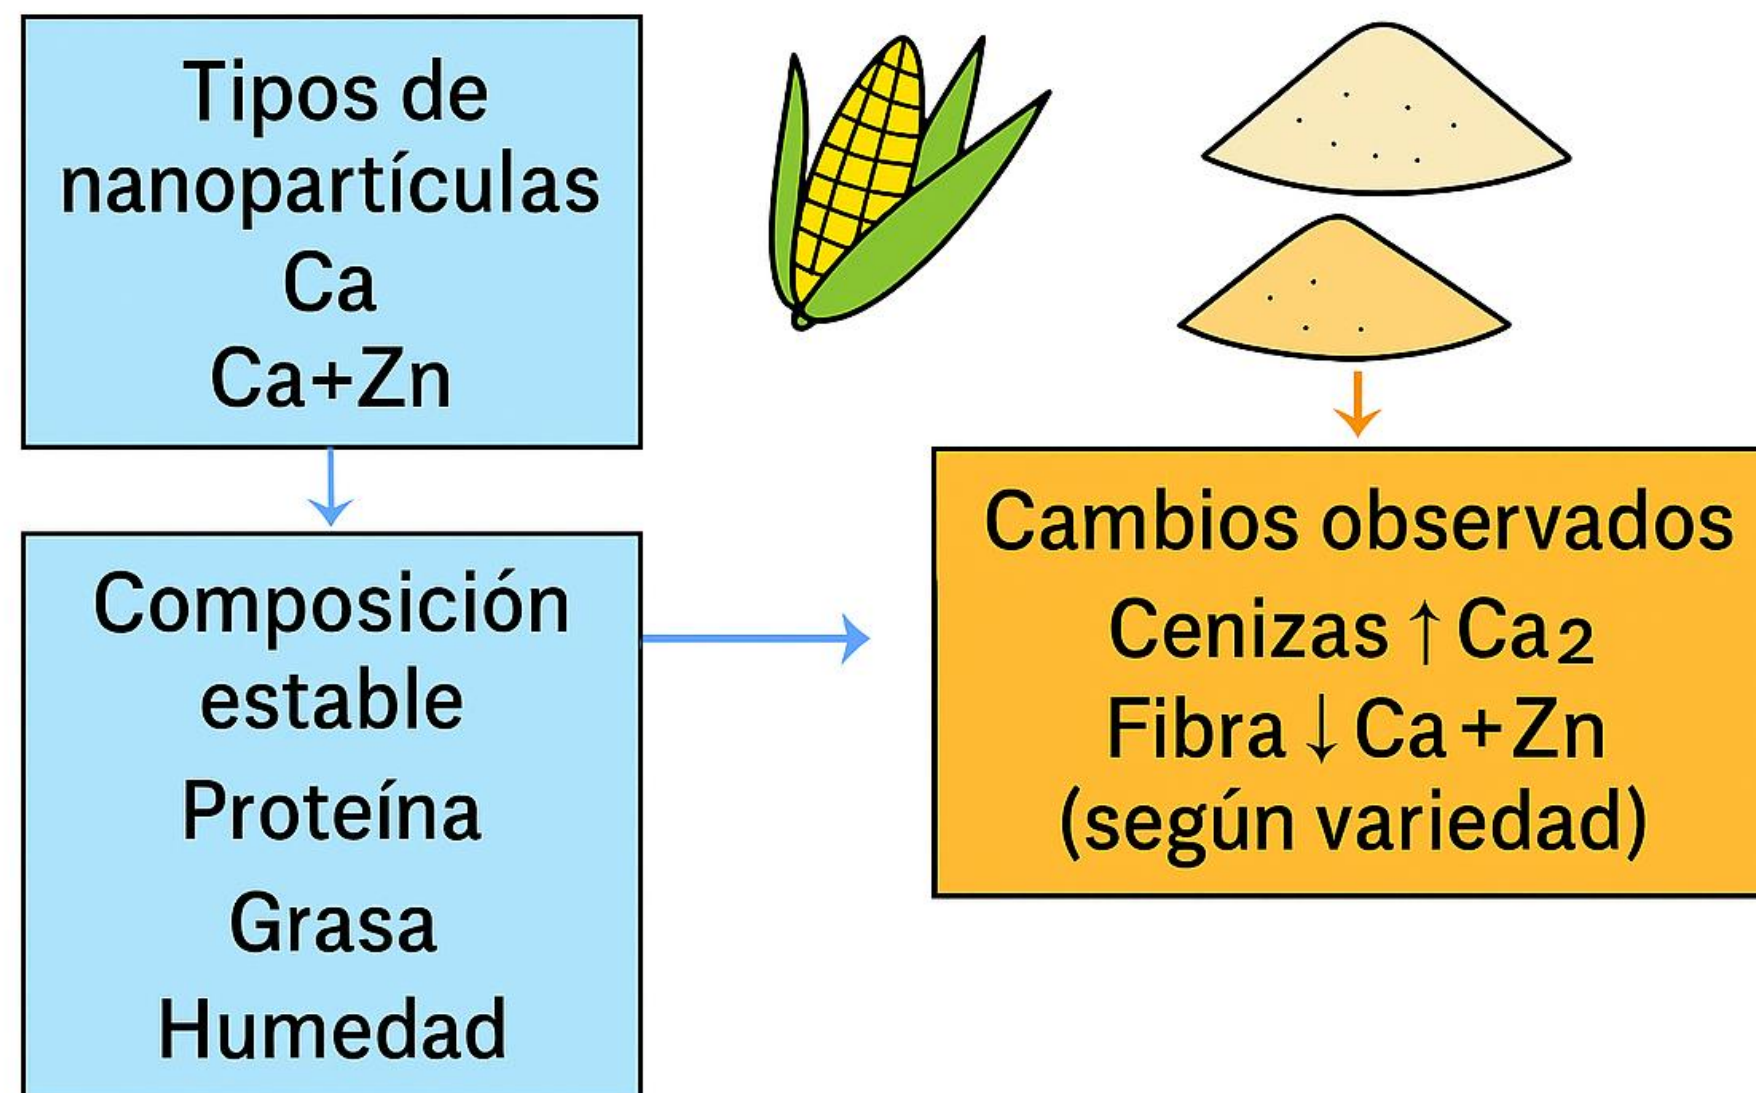 Tipos de
nanopartículas
Ca
Ca+Zn
Composición
estable
Proteína
Grasa
Humedad
Cambios observados
Cenizas ↑ Ca2
Fibra ↓ Ca+Zn
(según variedad)